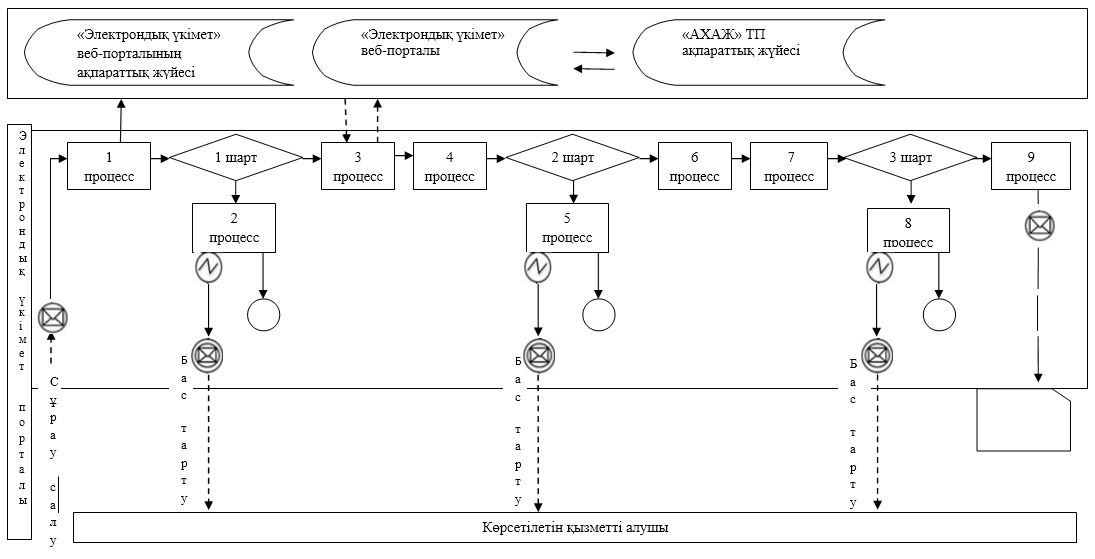 «Электрондық үкімет»
веб-порталының
ақпараттық жүйесі
«Электрондық үкімет»
веб-порталы
«АХАЖ» ТП
ақпараттық жүйесі
Электрондық үкімет порталы
1
процесс
1 шарт
3
процесс
4
процесс
2 шарт
6
процесс
7
процесс
3 шарт
9
процесс
2
процесс
5
процесс
8
процесс
Сұрау салу
Бас тарту
Бас тарту
Бас тарту
Көрсетілетін қызметті алушы